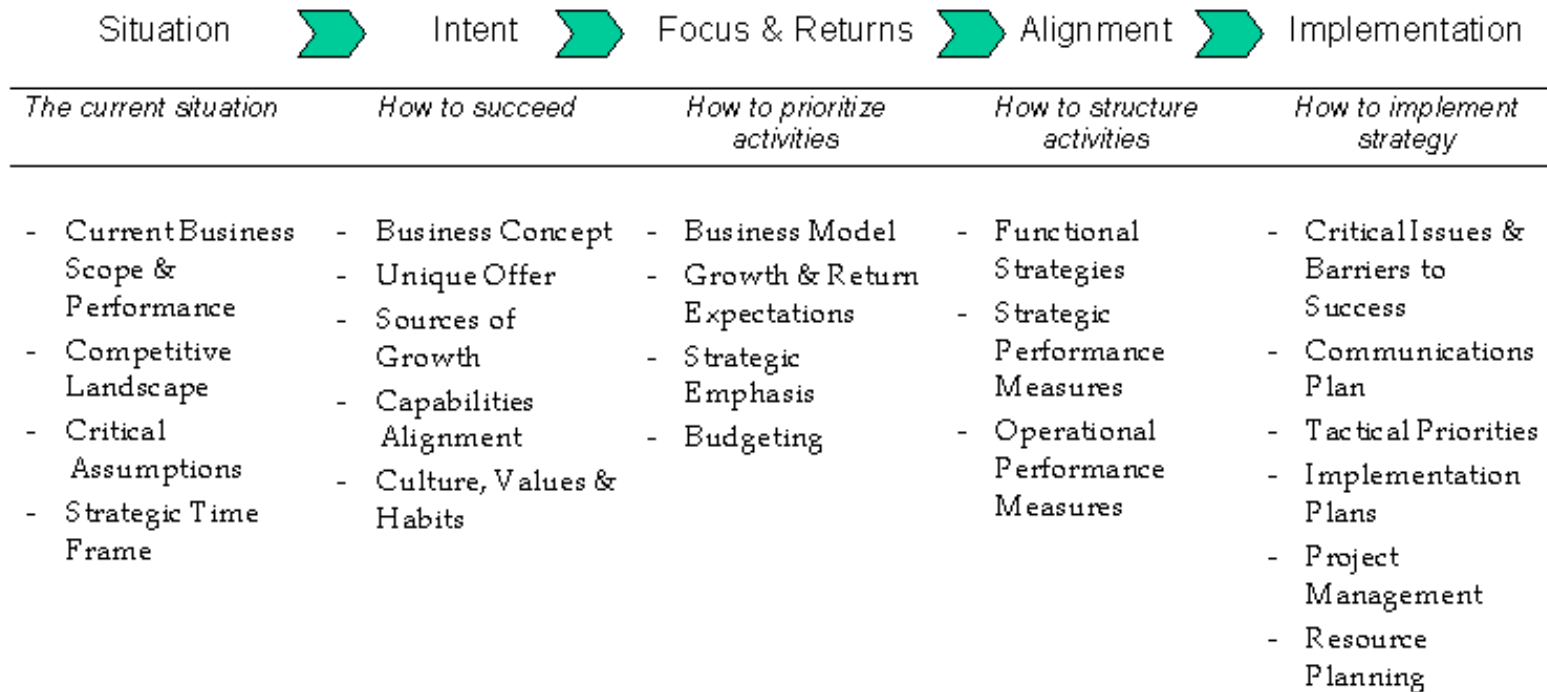 Situation
Intent
Focus & Returns
Alignment
Implementation
The current situation
How to succeed
How to prioritize
activities
How to structure
activities
How to implement
strategy
- Current Business
Scope &
Performance
- Competitive
Landscape
- Critical
Assumptions
- Strategic Time
Frame
- Business Concept
- Unique Offer
- Sources of
Growth
- Capabilities
Alignment
- Culture, Values &
Habits
- Business Model
- Growth & Return
Expectations
- Strategic
Emphasis
- Budgeting
- Functional
Strategies
- Strategic
Performance
Measures
- Operational
Performance
Measures
- Critical Issues &
Barriers to
Success
- Communications
Plan
- Tactical Priorities
- Implementation
Plans
- Project
Management
- Resource
Planning